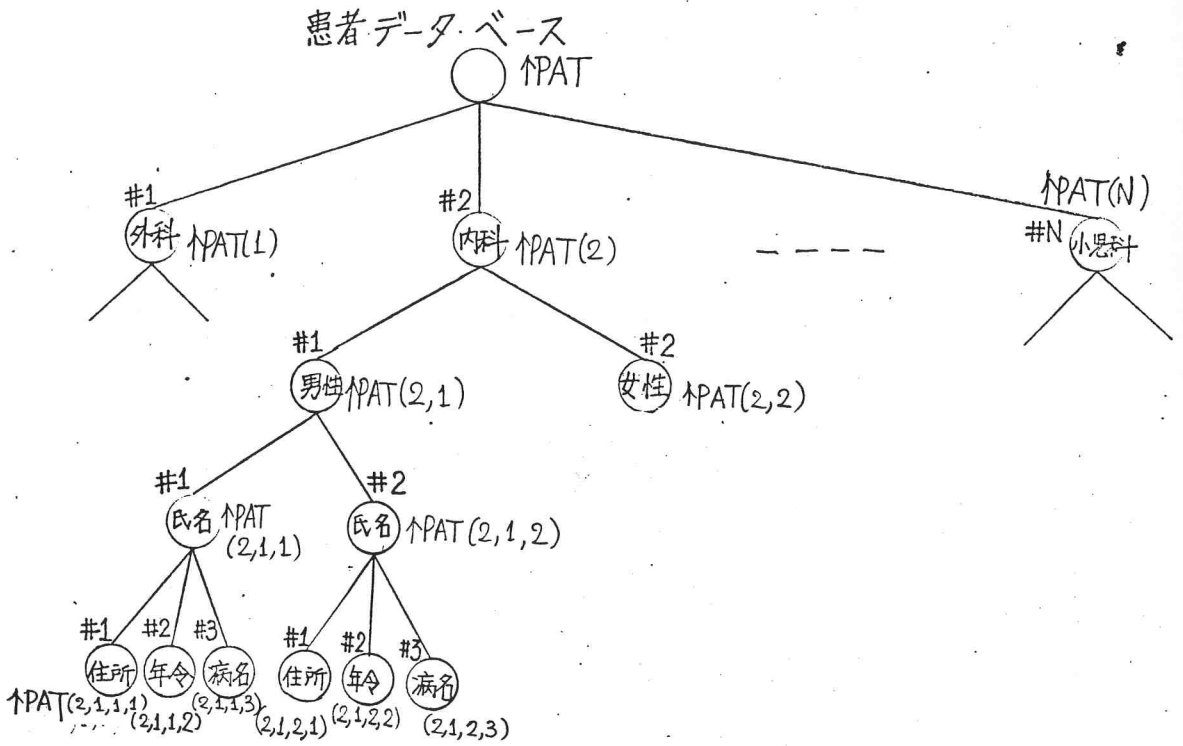 患者データ・ベース
↑PAT
#1
外科 ↑PAT(1)
#2
内科 ↑PAT(2)
↑PAT(N)
#N 小児科
#1
男性 ↑PAT(2,1)
#2
女性 ↑PAT(2,2)
#1
氏名 ↑PAT
(2,1,1)
#2
氏名 ↑PAT(2,1,2)
#1 #2 #3
住所 年令 病名
↑PAT(2,1,1,1) (2,1,1,2) (2,1,1,3)
#1 #2 #3
住所 年令 病名
(2,1,2,1) (2,1,2,2) (2,1,2,3)